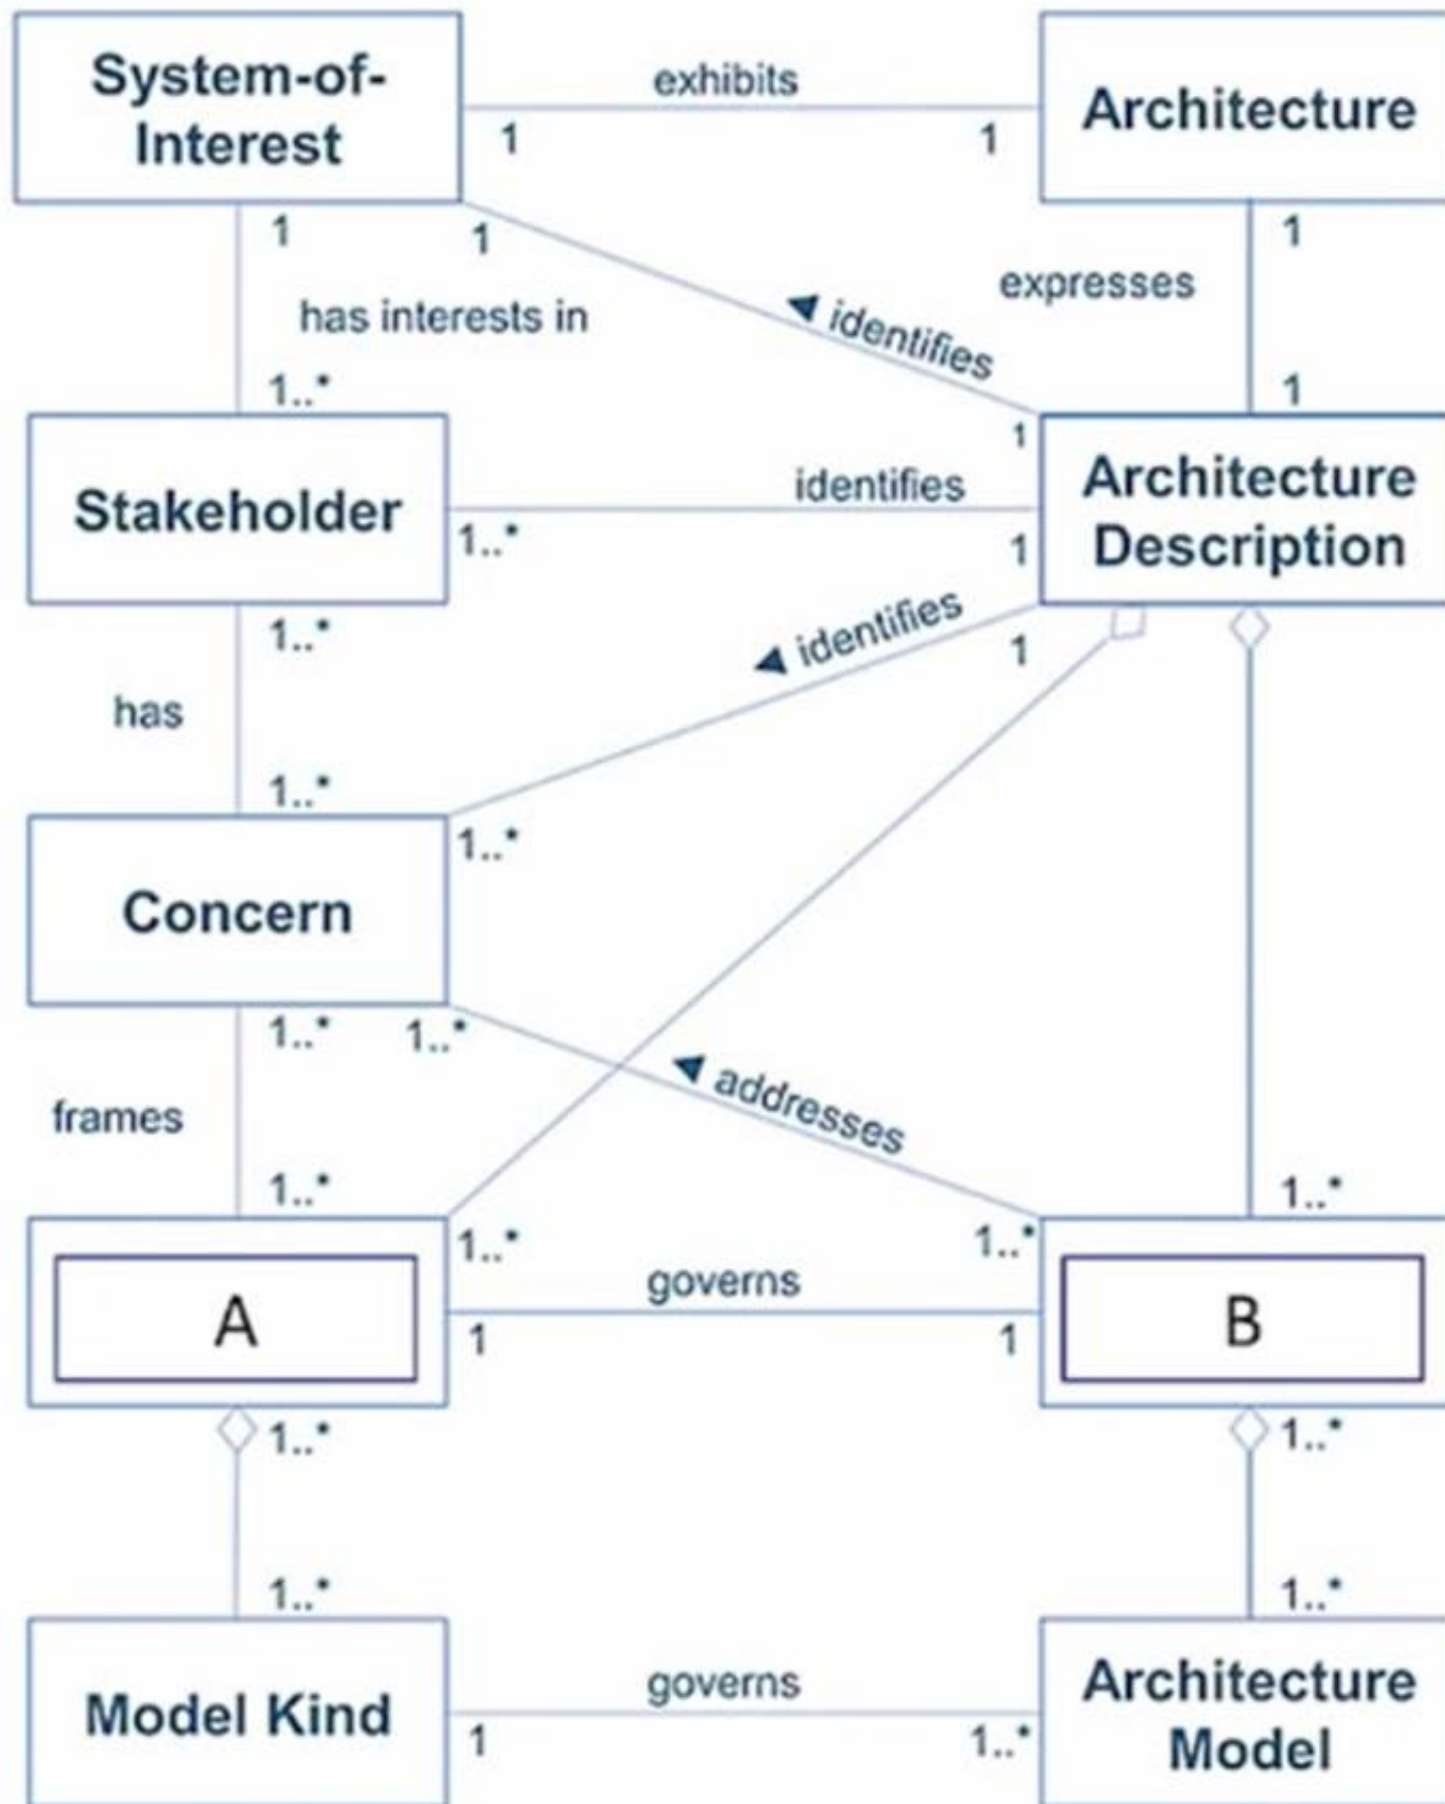 System-of-
Interest
exhibits
1
1
Architecture
1
1
1
has interests in
expresses
◄ identifies
1..*
1
1
Stakeholder
identifies
1..*
1
Architecture
Description
1..*
◄ identifies
1
has
1..*
1..*
Concern
1..*
1..*
frames
◄ addresses
1..*
1..*
1..*
1..*
A
governs
1
1
B
1..*
1..*
1..*
1..*
Model Kind
governs
1
1..*
Architecture
Model